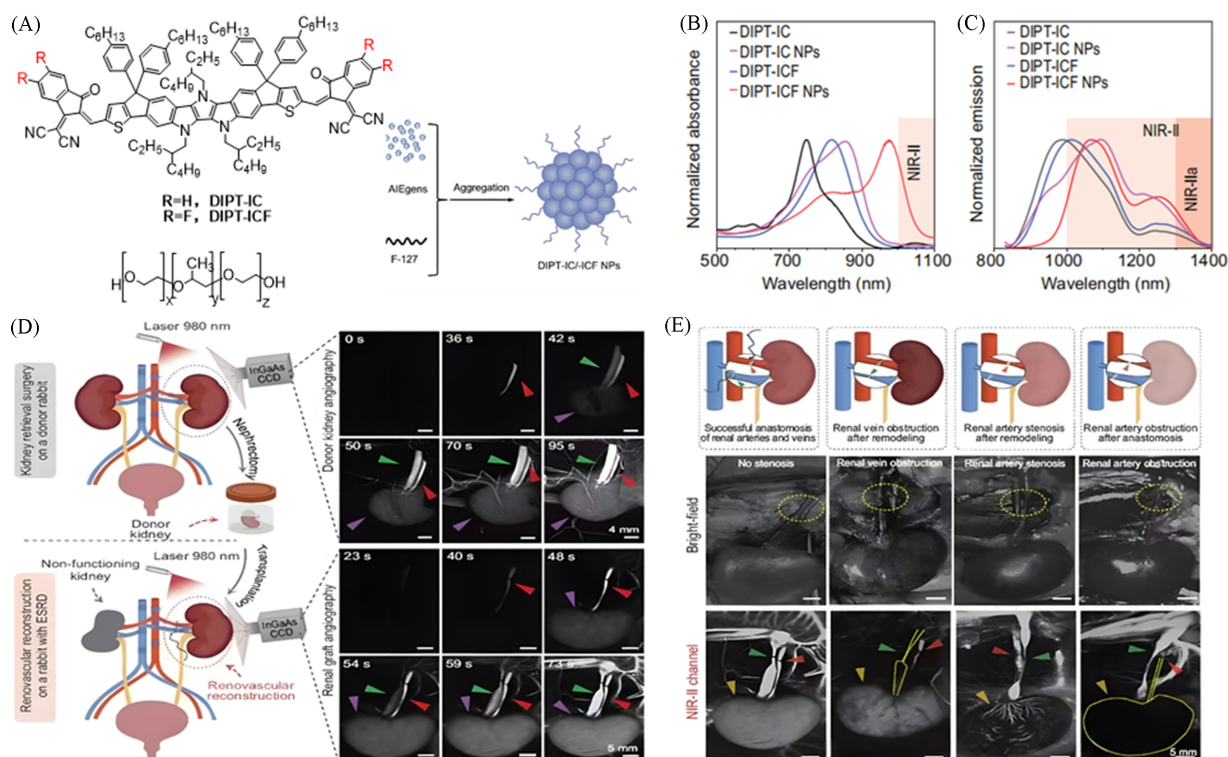 (A)
C6H13
C6H13
C6H13
C6H13
R
R
R
R
O
O
C2H5
C4H9
N
N
N
N
S
S
NC
CN
CN
CN
C2H5
C4H9
C2H5
C4H9
R=H, DIPT-IC
R=F, DIPT-ICF
H[O]x[O CH3]y[O]zOH
AIEgens
F-127
Aggregation
DIPT-IC/-ICF NPs
(B)
DIPT-IC
DIPT-IC NPs
DIPT-ICF
DIPT-ICF NPs
NIR-II
Normalized absorbance
500 700 900 1100
Wavelength (nm)
(C)
DIPT-IC
DIPT-IC NPs
DIPT-ICF
DIPT-ICF NPs
NIR-II
NIR-IIa
Normalized emission
800 1000 1200 1400
Wavelength (nm)
(D)
Kidney retrieval surgery
on a donor rabbit
Laser 980 nm
InGaAs
CCD
Nephrectomy
Donor
kidney
Transplantation
Donor kidney angiography
0 s
36 s
42 s
50 s
70 s
95 s
4 mm
Renovascular reconstruction
on a rabbit with ESRD
Non-functioning
kidney
Laser 980 nm
InGaAs
CCD
Renovascular
reconstruction
Renal graft angiography
23 s
40 s
48 s
54 s
59 s
73 s
5 mm
(E)
Successful anastomosis
of renal arteries and veins
Renal vein obstruction
after remodeling
Renal artery stenosis
after remodeling
Renal artery obstruction
after anastomosis
Bright-field
No stenosis
Renal vein obstruction
Renal artery stenosis
Renal artery obstruction
NIR-II channel
5 mm